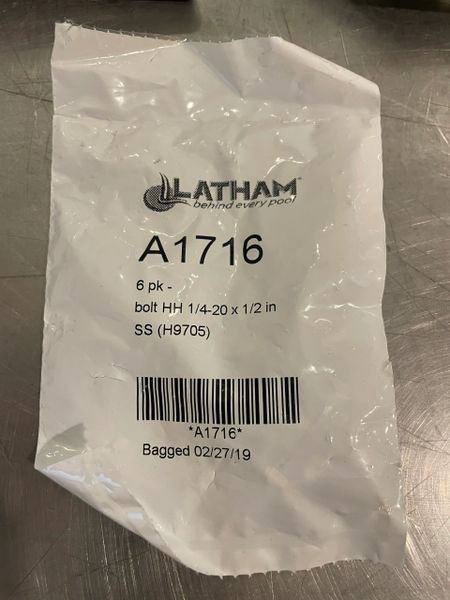 LATHAM™
behind every pool
A1716
6 pk -
bolt HH 1/4-20 x 1/2 in
SS (H9705)
*A1716*
Bagged 02/27/19